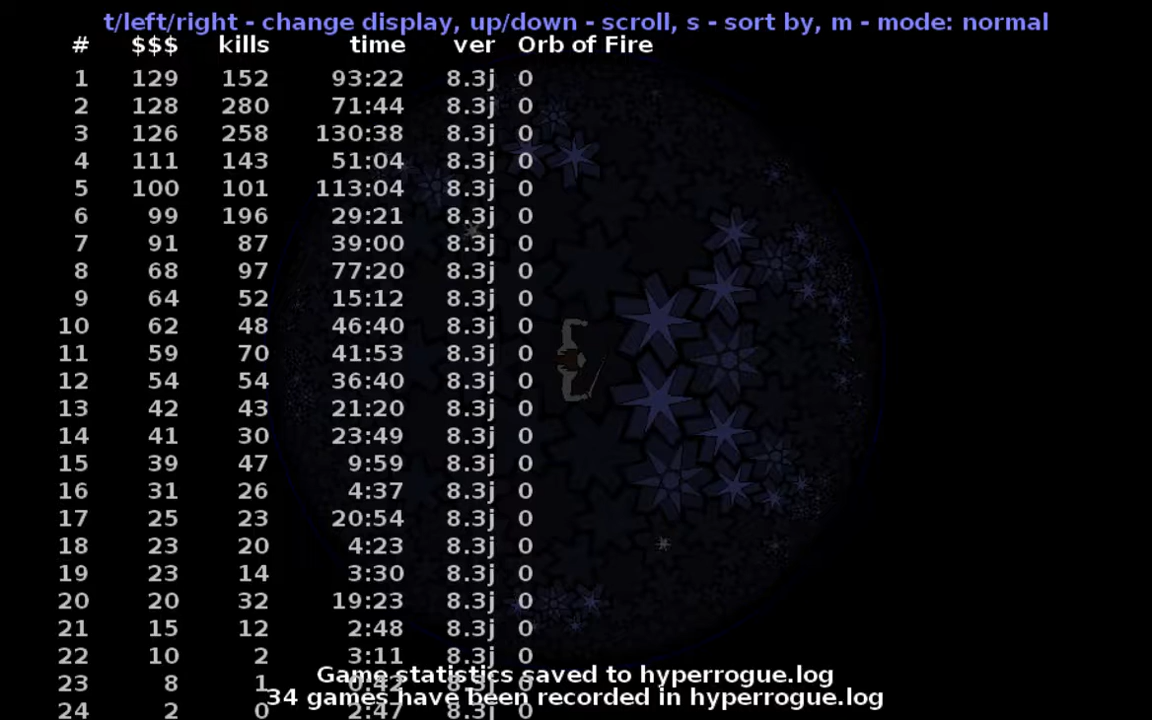 t/left/right - change display, up/down - scroll, s - sort by, m - mode: normal
# $$$ kills time ver Orb of Fire
1 129 152 93:22 8.3j 0
2 128 280 71:44 8.3j 0
3 126 258 130:38 8.3j 0
4 111 143 51:04 8.3j 0
5 100 101 113:04 8.3j 0
6 99 196 29:21 8.3j 0
7 91 87 39:00 8.3j 0
8 68 97 77:20 8.3j 0
9 64 52 15:12 8.3j 0
10 62 48 46:40 8.3j 0
11 59 70 41:53 8.3j 0
12 54 54 36:40 8.3j 0
13 42 43 21:20 8.3j 0
14 41 30 23:49 8.3j 0
15 39 47 9:59 8.3j 0
16 31 26 4:37 8.3j 0
17 25 23 20:54 8.3j 0
18 23 20 4:23 8.3j 0
19 23 14 3:30 8.3j 0
20 20 32 19:23 8.3j 0
21 15 12 2:48 8.3j 0
22 10 2 3:11 8.3j 0
Game statistics saved to hyperrogue.log
23 8 1 0:42 8.3j 0
34 games have been recorded in hyperrogue.log
24 2 0 2:47 8.3j 0